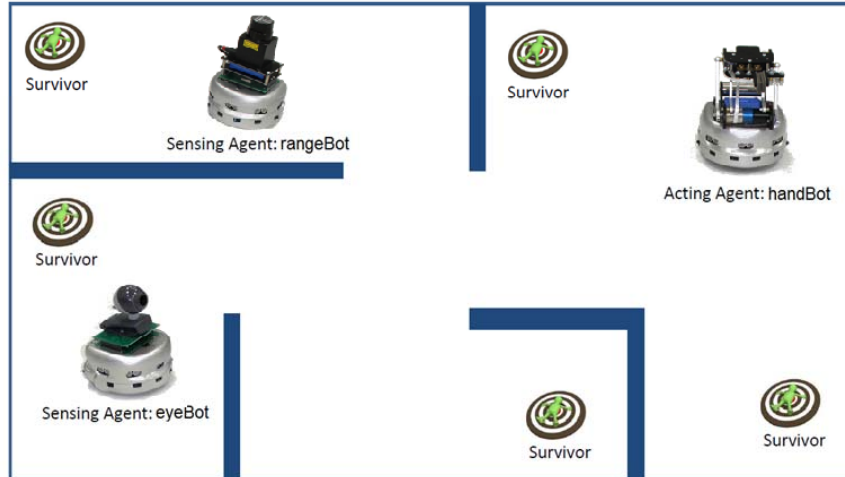 Survivor
Survivor
Sensing Agent: rangeBot
Acting Agent: handBot
Survivor
Sensing Agent: eyeBot
Survivor
Survivor